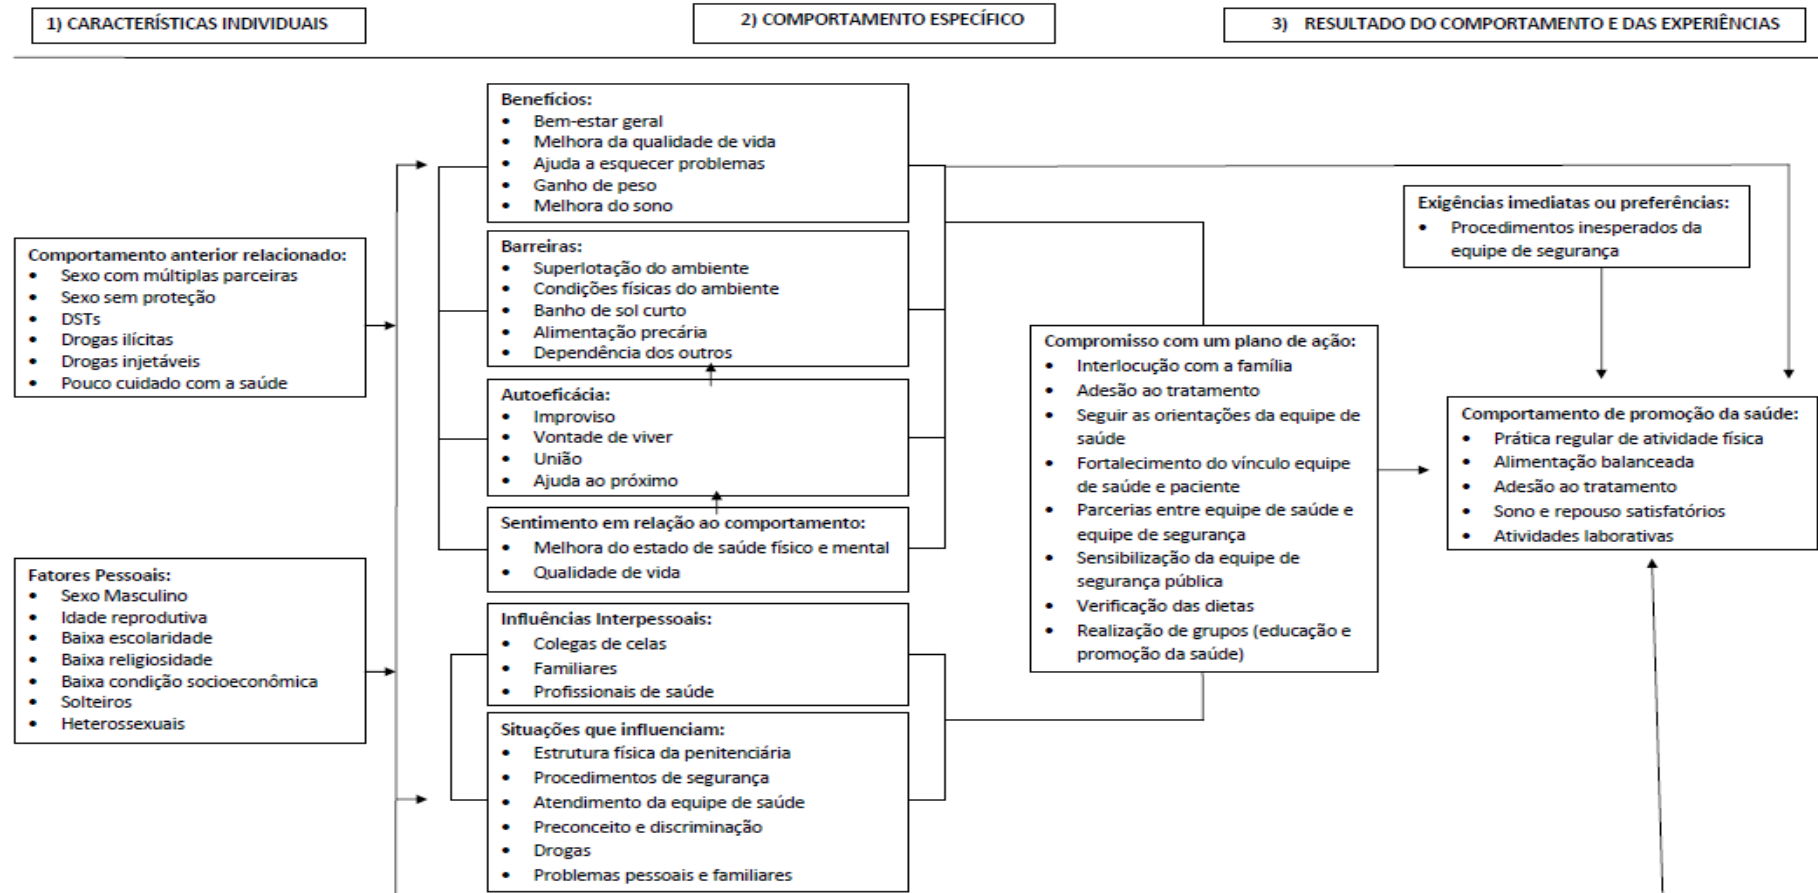 1) CARACTERÍSTICAS INDIVIDUAIS
2) COMPORTAMENTO ESPECÍFICO
3) RESULTADO DO COMPORTAMENTO E DAS EXPERIÊNCIAS
Comportamento anterior relacionado:
• Sexo com múltiplas parceiras
• Sexo sem proteção
• DSTs
• Drogas ilícitas
• Drogas injetáveis
• Pouco cuidado com a saúde
Fatores Pessoais:
• Sexo Masculino
• Idade reprodutiva
• Baixa escolaridade
• Baixa religiosidade
• Baixa condição socioeconômica
• Solteiros
• Heterossexuais
Benefícios:
• Bem-estar geral
• Melhora da qualidade de vida
• Ajuda a esquecer problemas
• Ganho de peso
• Melhora do sono
Barreiras:
• Superlotação do ambiente
• Condições físicas do ambiente
• Banho de sol curto
• Alimentação precária
• Dependência dos outros
Autoeficácia:
• Improviso
• Vontade de viver
• União
• Ajuda ao próximo
Sentimento em relação ao comportamento:
• Melhora do estado de saúde físico e mental
• Qualidade de vida
Influências Interpessoais:
• Colegas de celas
• Familiares
• Profissionais de saúde
Situações que influenciam:
• Estrutura física da penitenciária
• Procedimentos de segurança
• Atendimento da equipe de saúde
• Preconceito e discriminação
• Drogas
• Problemas pessoais e familiares
Compromisso com um plano de ação:
• Interlocução com a família
• Adesão ao tratamento
• Seguir as orientações da equipe de
saúde
• Fortalecimento do vínculo equipe
de saúde e paciente
• Parcerias entre equipe de saúde e
equipe de segurança
• Sensibilização da equipe de
segurança pública
• Verificação das dietas
• Realização de grupos (educação e
promoção da saúde)
Exigências imediatas ou preferências:
• Procedimentos inesperados da
equipe de segurança
Comportamento de promoção da saúde:
• Prática regular de atividade física
• Alimentação balanceada
• Adesão ao tratamento
• Sono e repouso satisfatórios
• Atividades laborativas